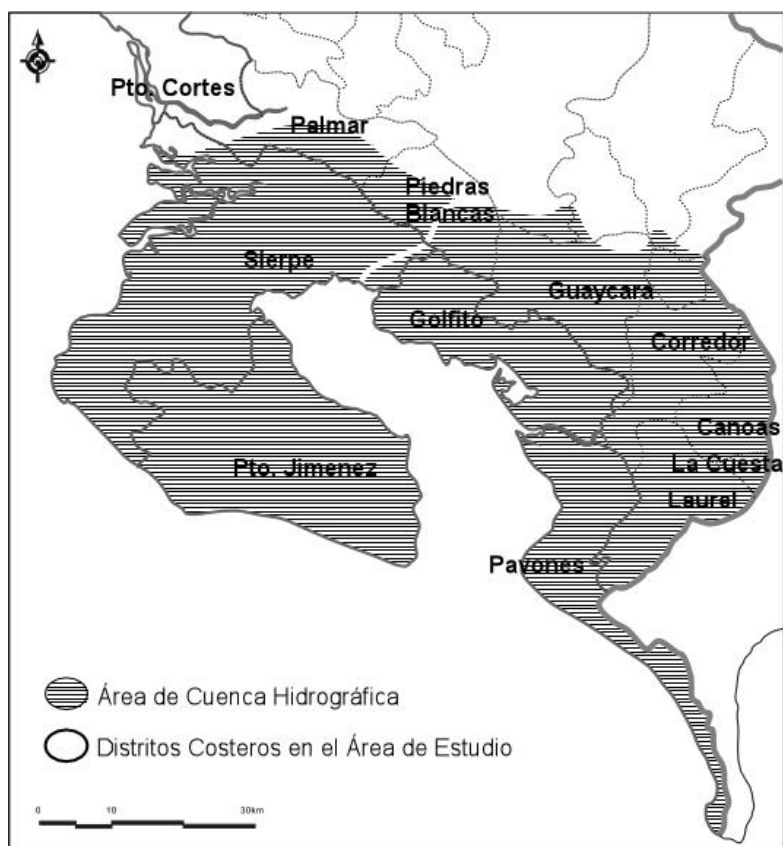 Pto. Cortes
Palmar
Piedras
Blancas
Sierpe
Guaycara
Golfito
Corredor
Canoas
La Cuesta
Pto. Jimenez
Laurel
Pavones
Área de Cuenca Hidrográfica
Distritos Costeros en el Área de Estudio
0 10 30km